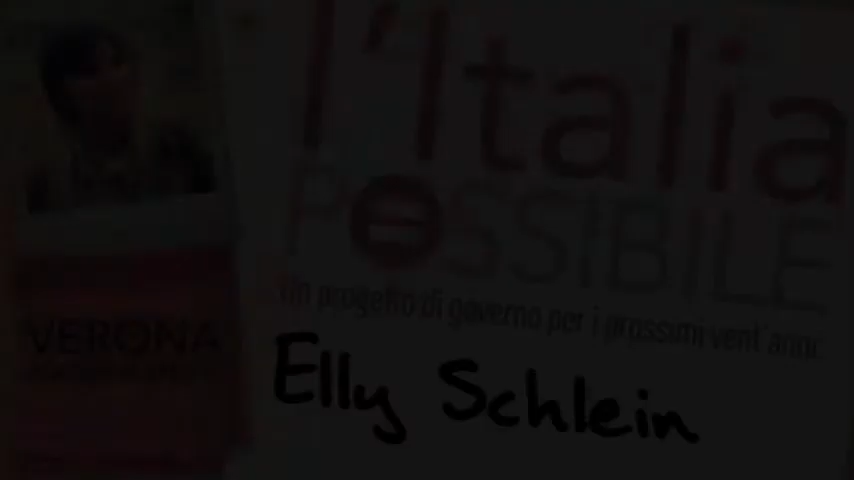 l'Italia
POSSIBILE
Un progetto di governo per i prossimi vent'anni
Elly Schlein
VERONA